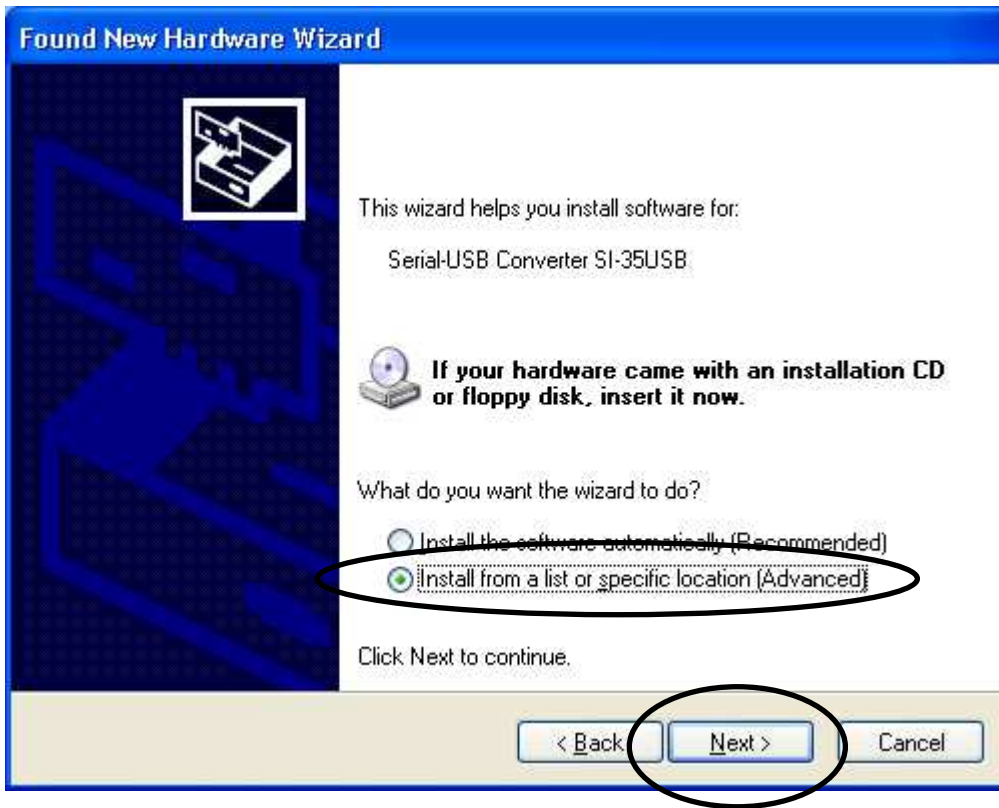 Found New Hardware Wizard
This wizard helps you install software for:
Serial-USB Converter SI-35USB
If your hardware came with an installation CD
or floppy disk, insert it now.
What do you want the wizard to do?
Install the software automatically (Recommended)
Install from a list or specific location (Advanced)
Click Next to continue.
< Back Next > Cancel